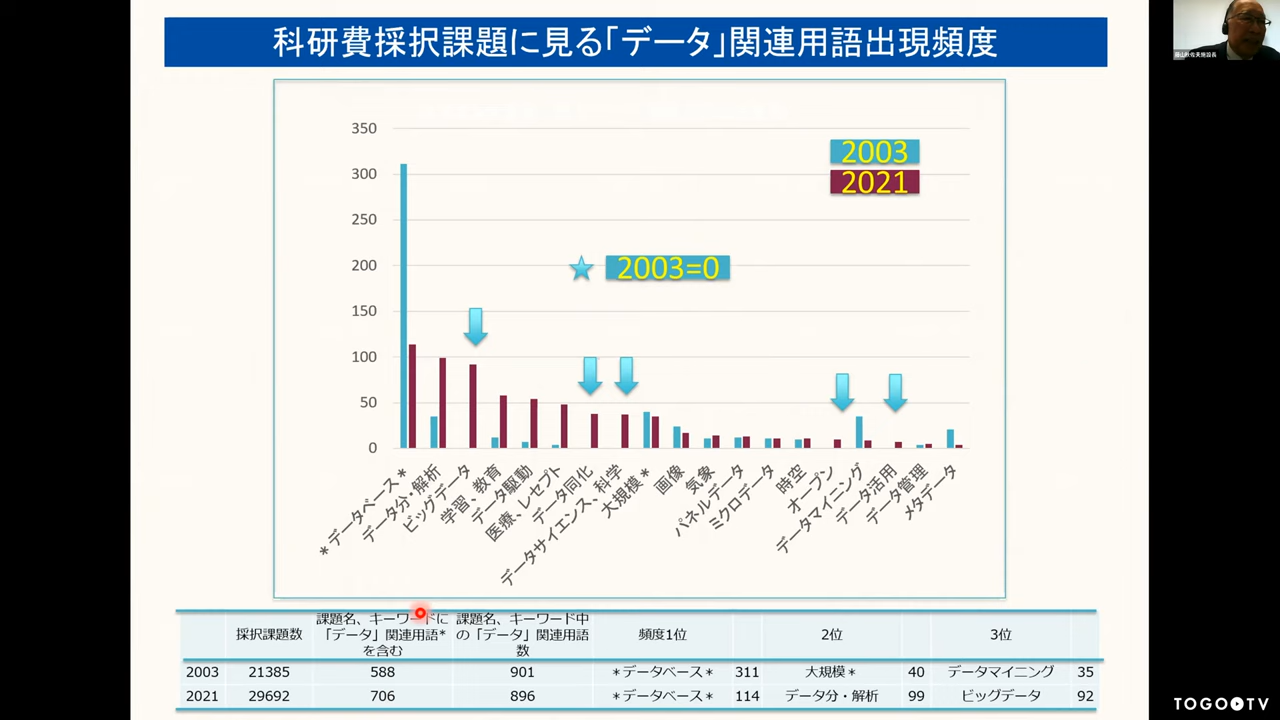 科研費採択課題に見る「データ」関連用語出現頻度
350
300
250
200
150
100
50
0
2003
2021
2003=0
＊データベース＊
データ分・解析
ビッグデータ
学習、教育
データ駆動
医療、レセプト
データ同化
データサイエンス、科学
大規模＊
画像
気象
パネルデータ
ミクロデータ
時空
オープン
データマイニング
データ活用
データ管理
メタデータ
採択課題数 課題名、キーワードに「データ」関連用語*を含む 課題名、キーワード中の「データ」関連用語数 頻度1位 2位 3位
2003 21385 588 901 ＊データベース＊ 311 大規模＊ 40 データマイニング 35
2021 29692 706 896 ＊データベース＊ 114 データ分・解析 99 ビッグデータ 92
TOGO TV